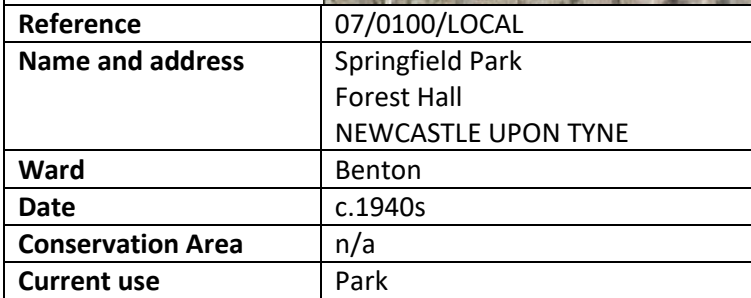 Reference 07/0100/LOCAL
Name and address Springfield Park
Forest Hall
NEWCASTLE UPON TYNE
Ward Benton
Date c.1940s
Conservation Area n/a
Current use Park